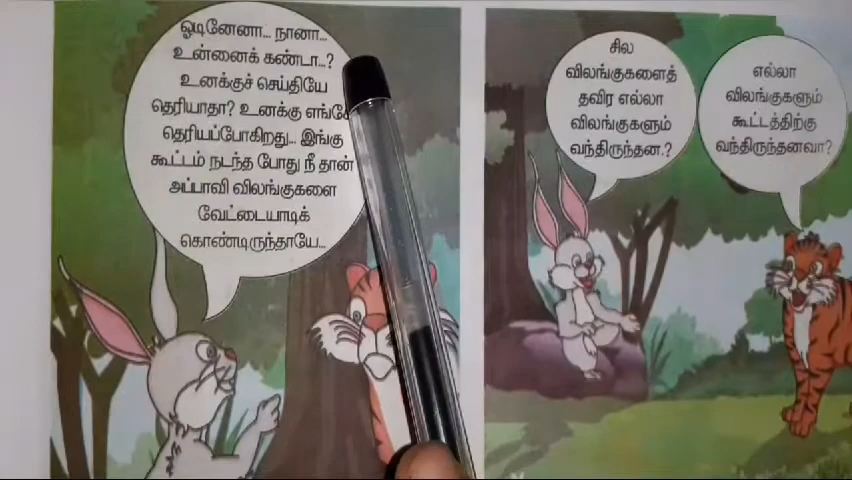 ஓடினேனா... நானா...
உன்னைக் கண்டா...?
உனக்குச் செய்தியே
தெரியாதா? உனக்கு
தெரியப்போகிறது... இங்கு
கூட்டம் நடந்த போது நீ தான்
அப்பாவி விலங்குகளை
வேட்டையாடிக்
கொண்டிருந்தாயே...
சில
விலங்குகளைத்
தவிர எல்லா
விலங்குகளும்
வந்திருந்தன.?
எல்லா
விலங்குகளும்
கூட்டத்திற்கு
வந்திருந்தனவா?